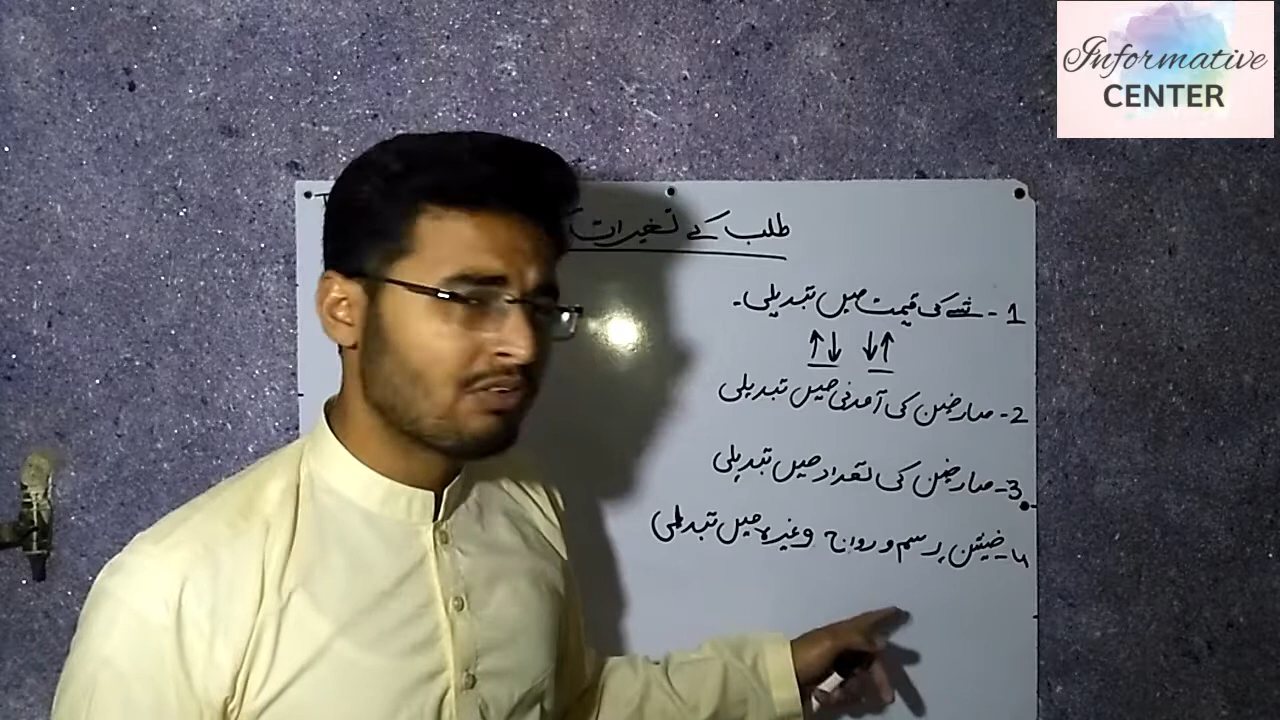 Informative
CENTER
طلب کے تغیرات
1- شے کی قیمت میں تبدیلی۔
↑↓ ↓↑
2- صارفین کی آمدنی میں تبدیلی
3- صارفین کی تعداد میں تبدیلی
4- فیشن، رسم و رواج وغیرہ میں تبدیلی